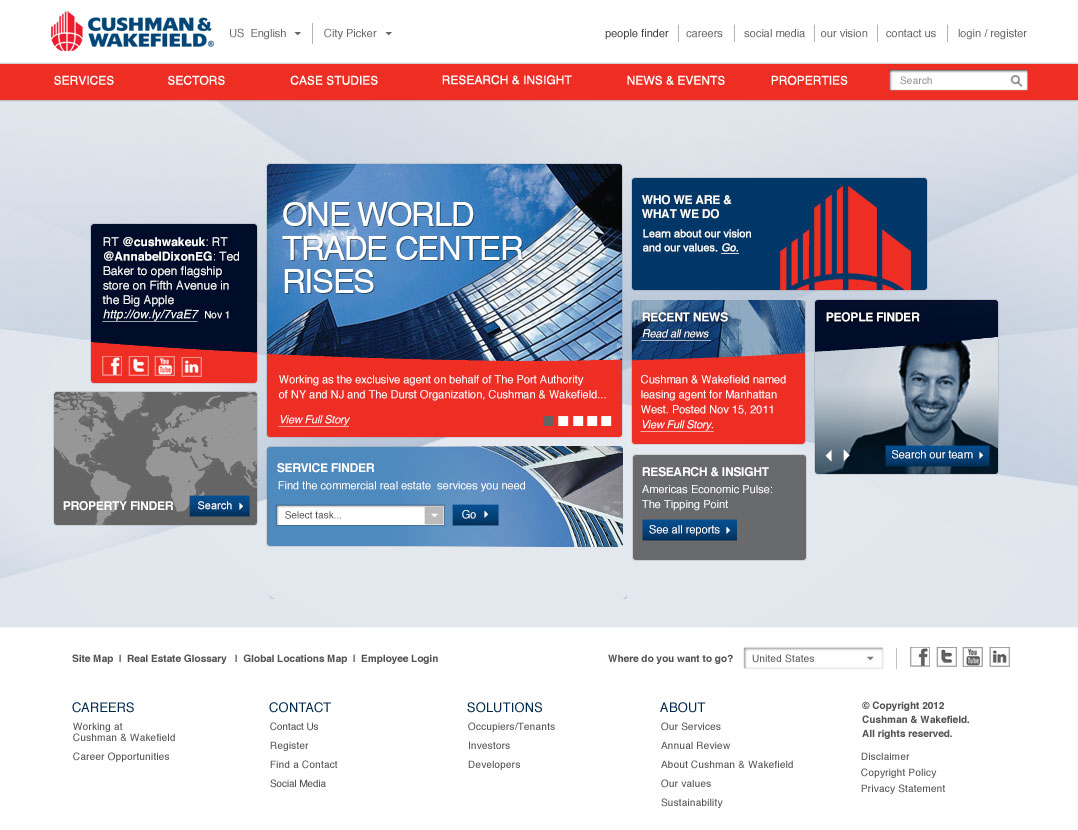 CUSHMAN &
WAKEFIELD®
US English
City Picker
people finder
careers
social media
our vision
contact us
login / register
SERVICES
SECTORS
CASE STUDIES
RESEARCH & INSIGHT
NEWS & EVENTS
PROPERTIES
Search
RT @cushwakeuk: RT
@AnnabelDixonEG: Ted
Baker to open flagship
store on Fifth Avenue in
the Big Apple
http://ow.ly/7vaE7 Nov 1
You
Tube
in
PROPERTY FINDER
Search
ONE WORLD
TRADE CENTER
RISES
Working as the exclusive agent on behalf of The Port Authority
of NY and NJ and The Durst Organization, Cushman & Wakefield...
View Full Story
SERVICE FINDER
Find the commercial real estate services you need
Select task...
Go
WHO WE ARE &
WHAT WE DO
Learn about our vision
and our values. Go.
RECENT NEWS
Read all news
Cushman & Wakefield named
leasing agent for Manhattan
West. Posted Nov 15, 2011
View Full Story.
PEOPLE FINDER
Search our team
RESEARCH & INSIGHT
Americas Economic Pulse:
The Tipping Point
See all reports
Site Map | Real Estate Glossary | Global Locations Map | Employee Login
Where do you want to go?
United States
You
Tube
in
CAREERS
Working at
Cushman & Wakefield
Career Opportunities
CONTACT
Contact Us
Register
Find a Contact
Social Media
SOLUTIONS
Occupiers/Tenants
Investors
Developers
ABOUT
Our Services
Annual Review
About Cushman & Wakefield
Our values
Sustainability
© Copyright 2012
Cushman & Wakefield.
All rights reserved.
Disclaimer
Copyright Policy
Privacy Statement